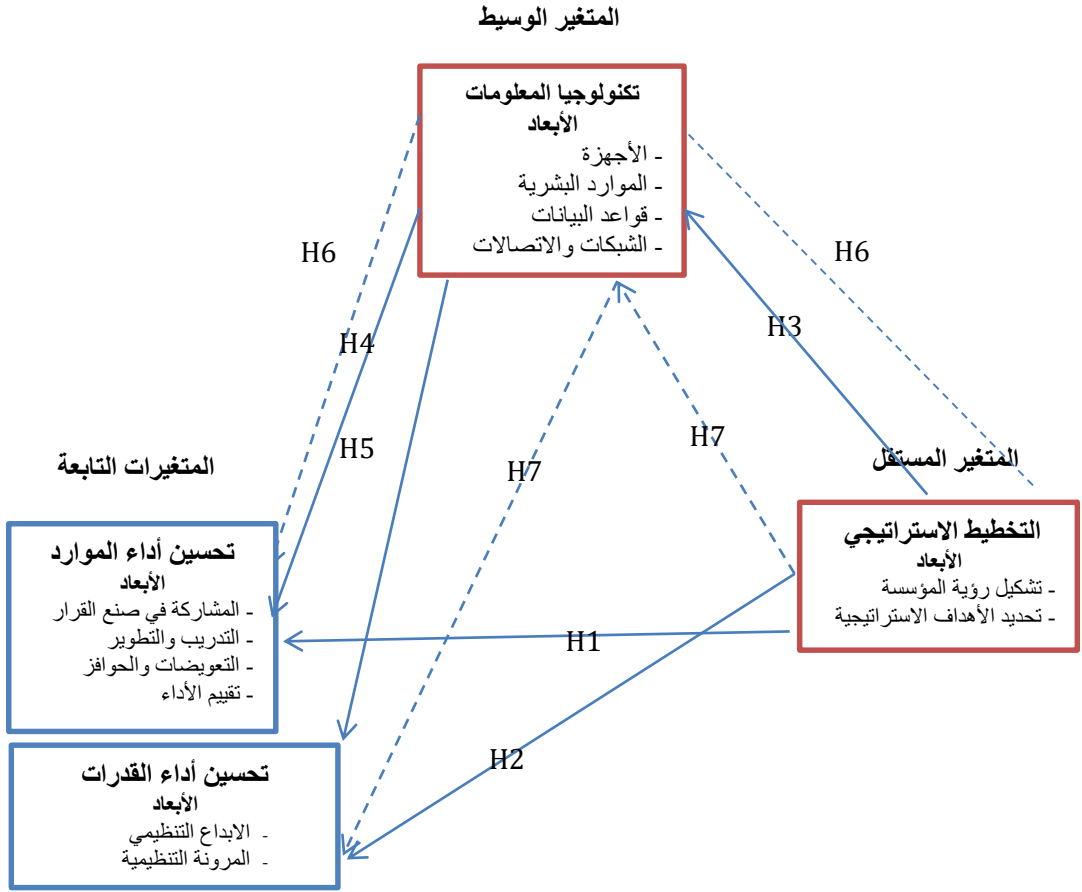 المتغير الوسيط
تكنولوجيا المعلومات
الأبعاد
- الأجهزة
- الموارد البشرية
- قواعد البيانات
- الشبكات والاتصالات
H6
H6
H3
H4
H7
H5
H7
المتغير المستقل
المتغيرات التابعة
التخطيط الاستراتيجي
الأبعاد
- تشكيل رؤية المؤسسة
- تحديد الأهداف الاستراتيجية
تحسين أداء الموارد
الأبعاد
- المشاركة في صنع القرار
- التدريب والتطوير
- التعويضات والحوافز
- تقييم الأداء
H1
H2
تحسين أداء القدرات
الأبعاد
- الابداع التنظيمي
- المرونة التنظيمية